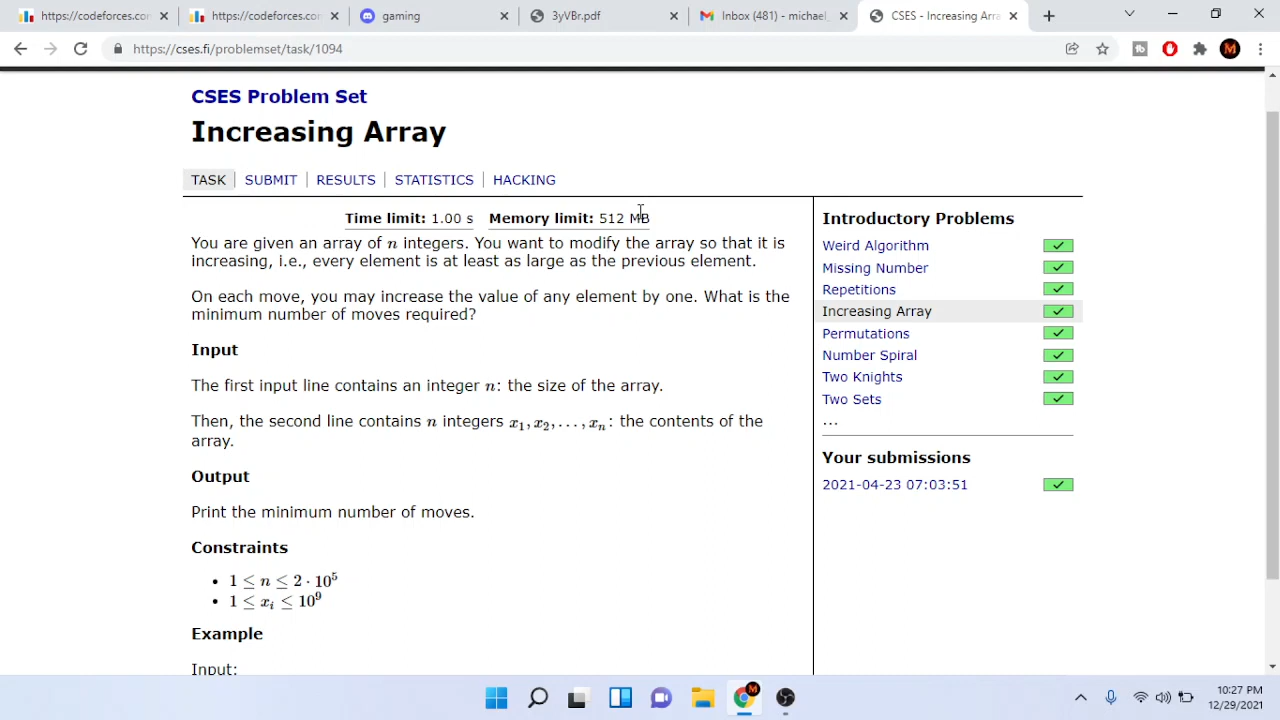 https://codeforces.com
https://codeforces.com
gaming
3yVBr.pdf
Inbox (481) - michael_
CSES - Increasing Arra
https://cses.fi/problemset/task/1094
M
CSES Problem Set
Increasing Array
TASK | SUBMIT | RESULTS | STATISTICS | HACKING
Time limit: 1.00 s Memory limit: 512 MB
You are given an array of n integers. You want to modify the array so that it is
increasing, i.e., every element is at least as large as the previous element.
On each move, you may increase the value of any element by one. What is the
minimum number of moves required?
Input
The first input line contains an integer n: the size of the array.
Then, the second line contains n integers x₁, x₂, . . . , xₙ: the contents of the
array.
Output
Print the minimum number of moves.
Constraints
• 1 ≤ n ≤ 2 · 10⁵
• 1 ≤ xᵢ ≤ 10⁹
Example
Input:
Introductory Problems
Weird Algorithm
Missing Number
Repetitions
Increasing Array
Permutations
Number Spiral
Two Knights
Two Sets
...
Your submissions
2021-04-23 07:03:51
M
10:27 PM
12/29/2021